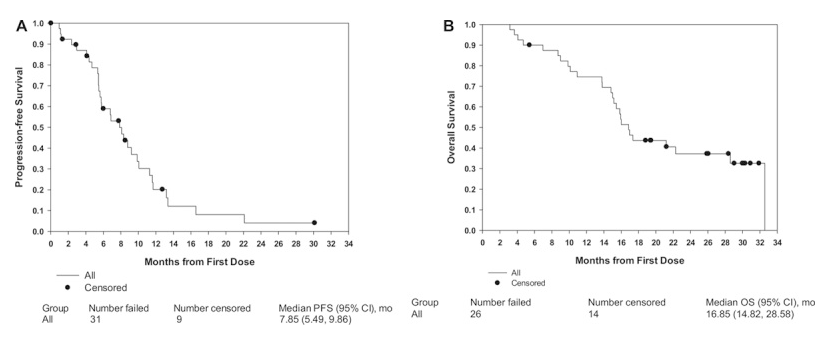 A
Progression-free Survival
1.0
0.9
0.8
0.7
0.6
0.5
0.4
0.3
0.2
0.1
0.0
0 2 4 6 8 10 12 14 16 18 20 22 24 26 28 30 32 34
Months from First Dose
All
Censored
Group Number failed Number censored Median PFS (95% CI), mo
All 31 9 7.85 (5.49, 9.86)
B
Overall Survival
1.0
0.9
0.8
0.7
0.6
0.5
0.4
0.3
0.2
0.1
0.0
0 2 4 6 8 10 12 14 16 18 20 22 24 26 28 30 32 34
Months from First Dose
All
Censored
Group Number failed Number censored Median OS (95% CI), mo
All 26 14 16.85 (14.82, 28.58)